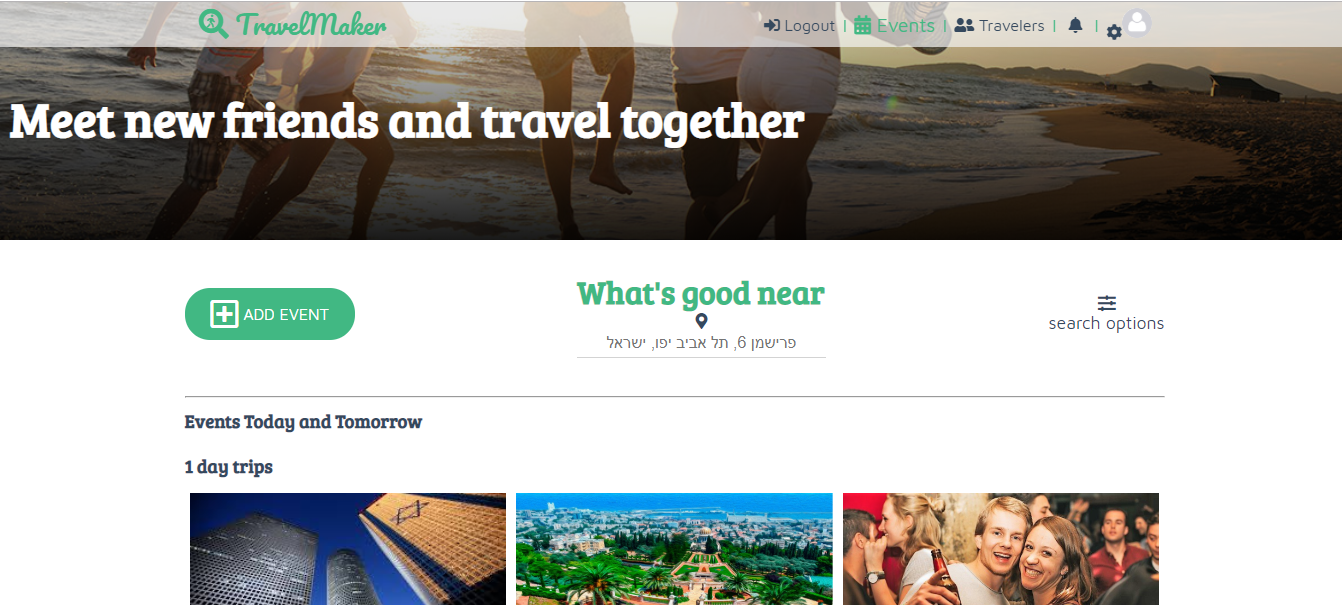 TravelMaker
Logout | Events | Travelers | |
Meet new friends and travel together
ADD EVENT
What's good near
פרישמן 6, תל אביב יפו, ישראל
search options
Events Today and Tomorrow
1 day trips